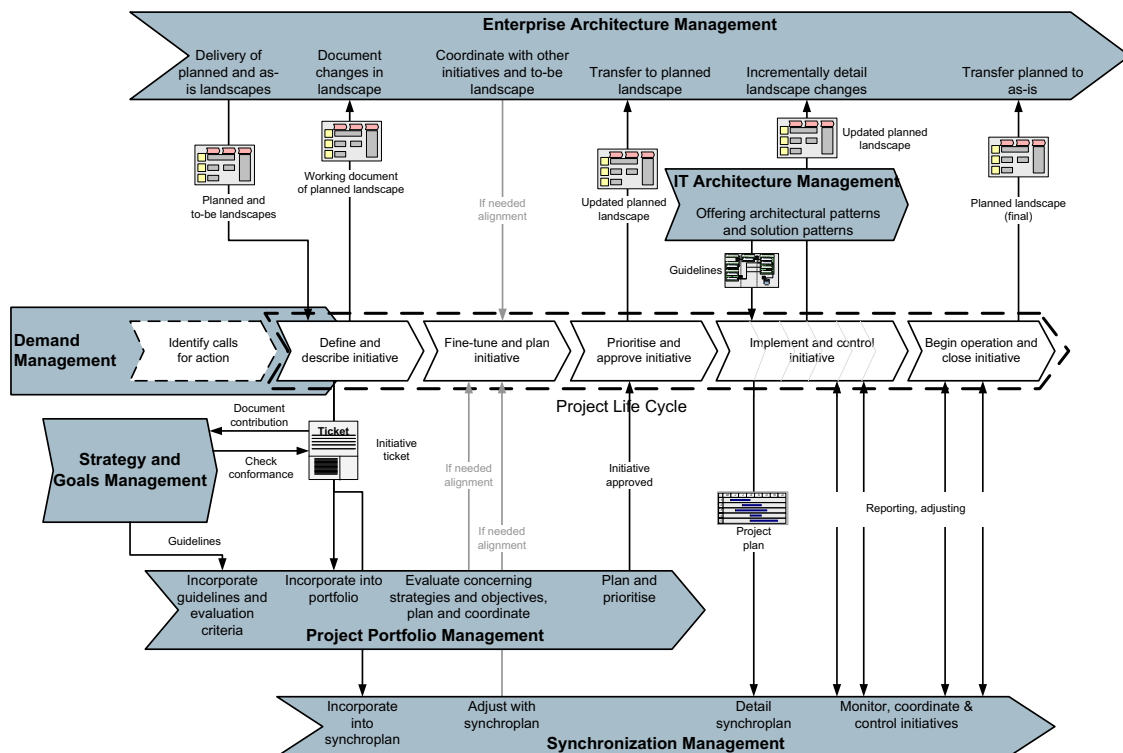 Enterprise Architecture Management
Delivery of
planned and as-
is landscapes
Document
changes in
landscape
Coordinate with other
initiatives and to-be
landscape
Transfer to planned
landscape
Incrementally detail
landscape changes
Transfer planned to
as-is
Planned and
to-be landscapes
Working document
of planned landscape
If needed
alignment
Updated planned
landscape
Updated planned
landscape
IT Architecture Management
Offering architectural patterns
and solution patterns
Guidelines
Planned landscape
(final)
Demand
Management
Identify calls
for action
Define and
describe initiative
Fine-tune and plan
initiative
Prioritise and
approve initiative
Implement and control
initiative
Begin operation and
close initiative
Project Life Cycle
Document
contribution
Ticket
Initiative
ticket
Strategy and
Goals Management
Check
conformance
If needed
alignment
Initiative
approved
If needed
alignment
Project
plan
Reporting, adjusting
Guidelines
Incorporate
guidelines and
evaluation
criteria
Incorporate into
portfolio
Evaluate concerning
strategies and objectives,
plan and coordinate
Plan and
prioritise
Project Portfolio Management
Incorporate
into
synchroplan
Adjust with
synchroplan
Detail
synchroplan
Monitor, coordinate &
control initiatives
Synchronization Management